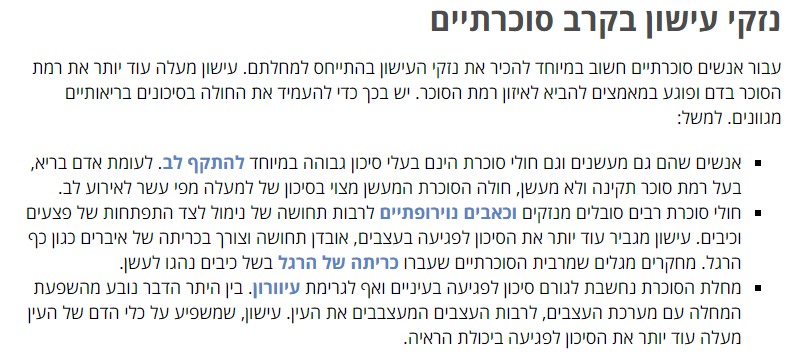 נזקי עישון בקרב סוכרתיים
עבור אנשים סוכרתיים חשוב במיוחד להכיר את נזקי העישון בהתייחס למחלתם. עישון מעלה עוד יותר את רמת
הסוכר בדם ופוגע במאמצים להביא לאיזון רמת הסוכר. יש בכך כדי להעמיד את החולה בסיכונים בריאותיים
מגוונים. למשל:
▪ אנשים שהם גם מעשנים וגם חולי סוכרת הינם בעלי סיכון גבוהה במיוחד להתקף לב. לעומת אדם בריא,
בעל רמת סוכר תקינה ולא מעשן, חולה הסוכרת המעשן מצוי בסיכון של למעלה מפי עשר לאירוע לב.
▪ חולי סוכרת רבים סובלים מנזקים וכאבים נוירופתיים לרבות תחושה של נימול לצד התפתחות של פצעים
וכיבים. עישון מגביר עוד יותר את הסיכון לפגיעה בעצבים, אובדן תחושה וצורך בכריתה של איברים כגון כף
הרגל. מחקרים מגלים שמרבית הסוכרתיים שעברו כריתה של הרגל בשל כיבים נהגו לעשן.
▪ מחלת הסוכרת נחשבת לגורם סיכון לפגיעה בעיניים ואף לגרימת עיוורון. בין היתר הדבר נובע מהשפעת
המחלה עם מערכת העצבים, לרבות העצבים המעצבבים את העין. עישון, שמשפיע על כלי הדם של העין
מעלה עוד יותר את הסיכון לפגיעה ביכולת הראיה.